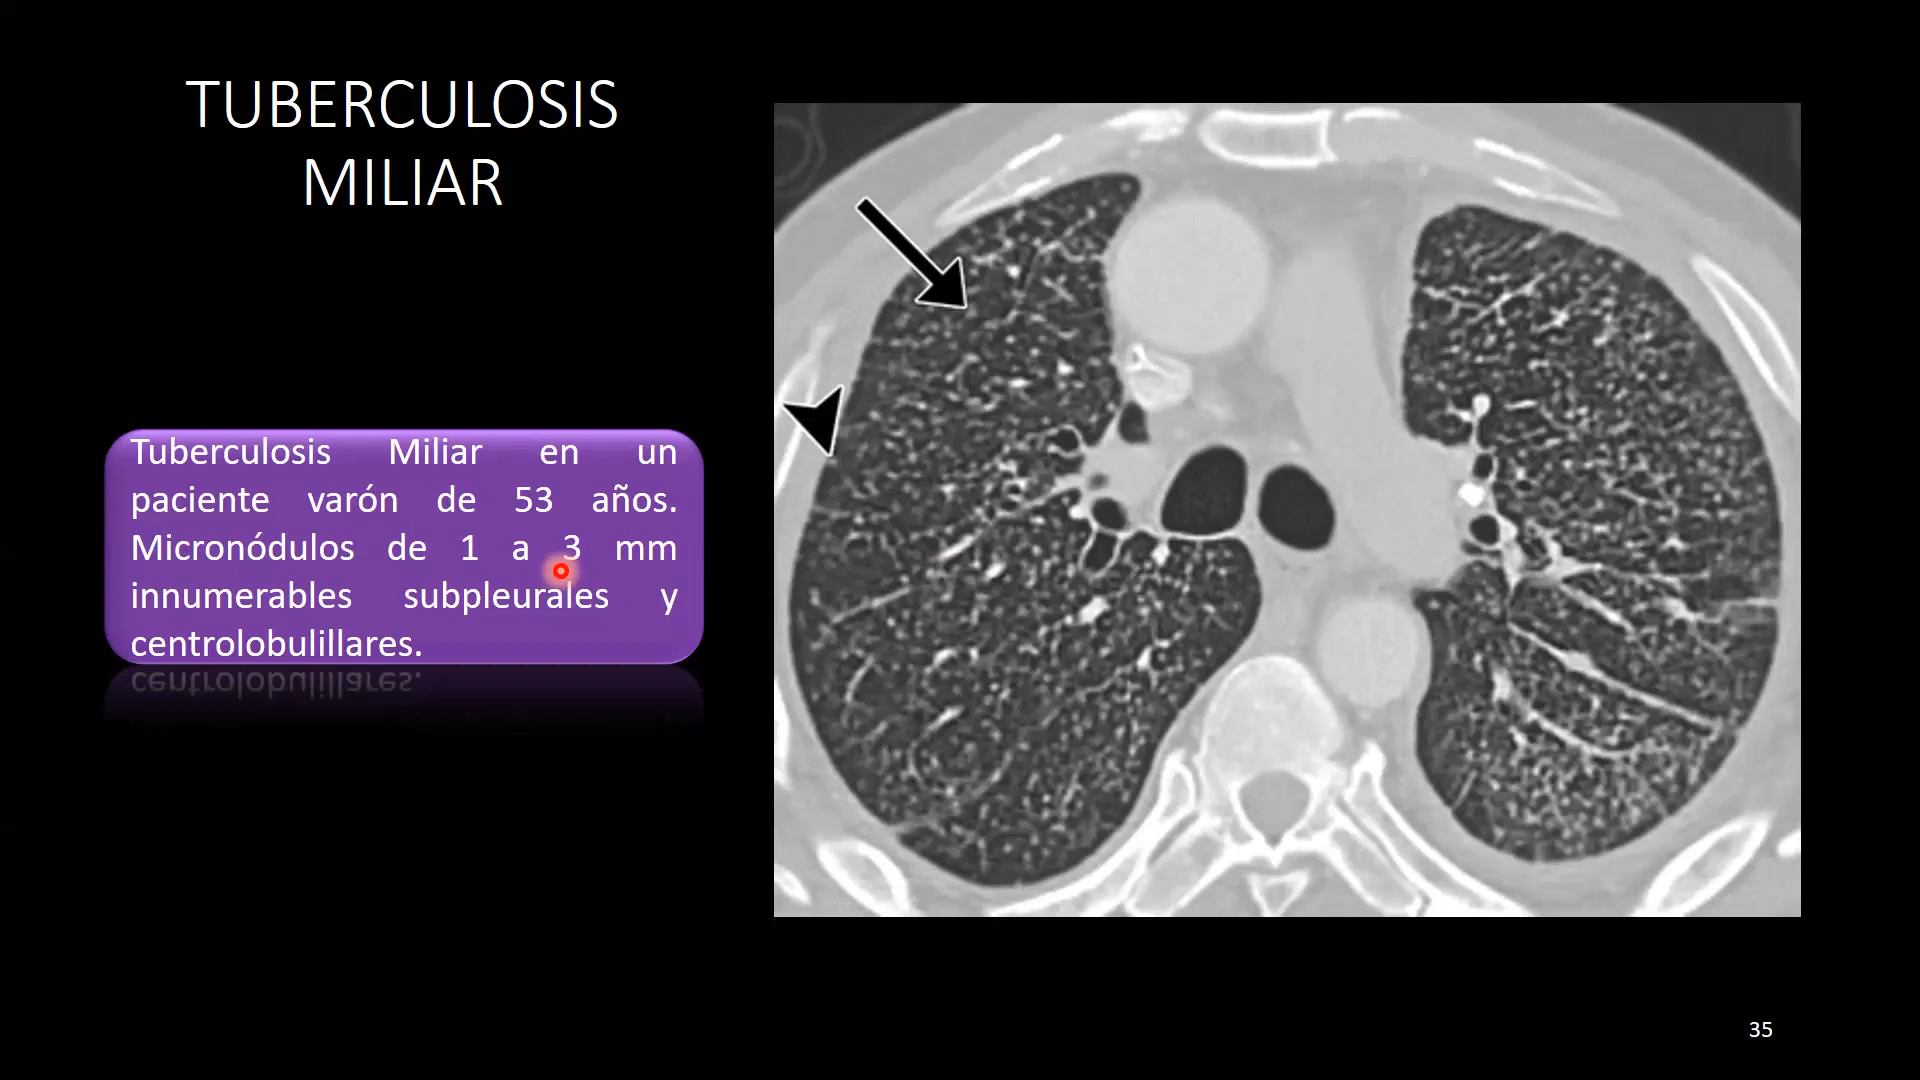 TUBERCULOSIS
MILIAR
Tuberculosis Miliar en un
paciente varón de 53 años.
Micronódulos de 1 a 3 mm
innumerables subpleurales y
centrolobulillares.
35